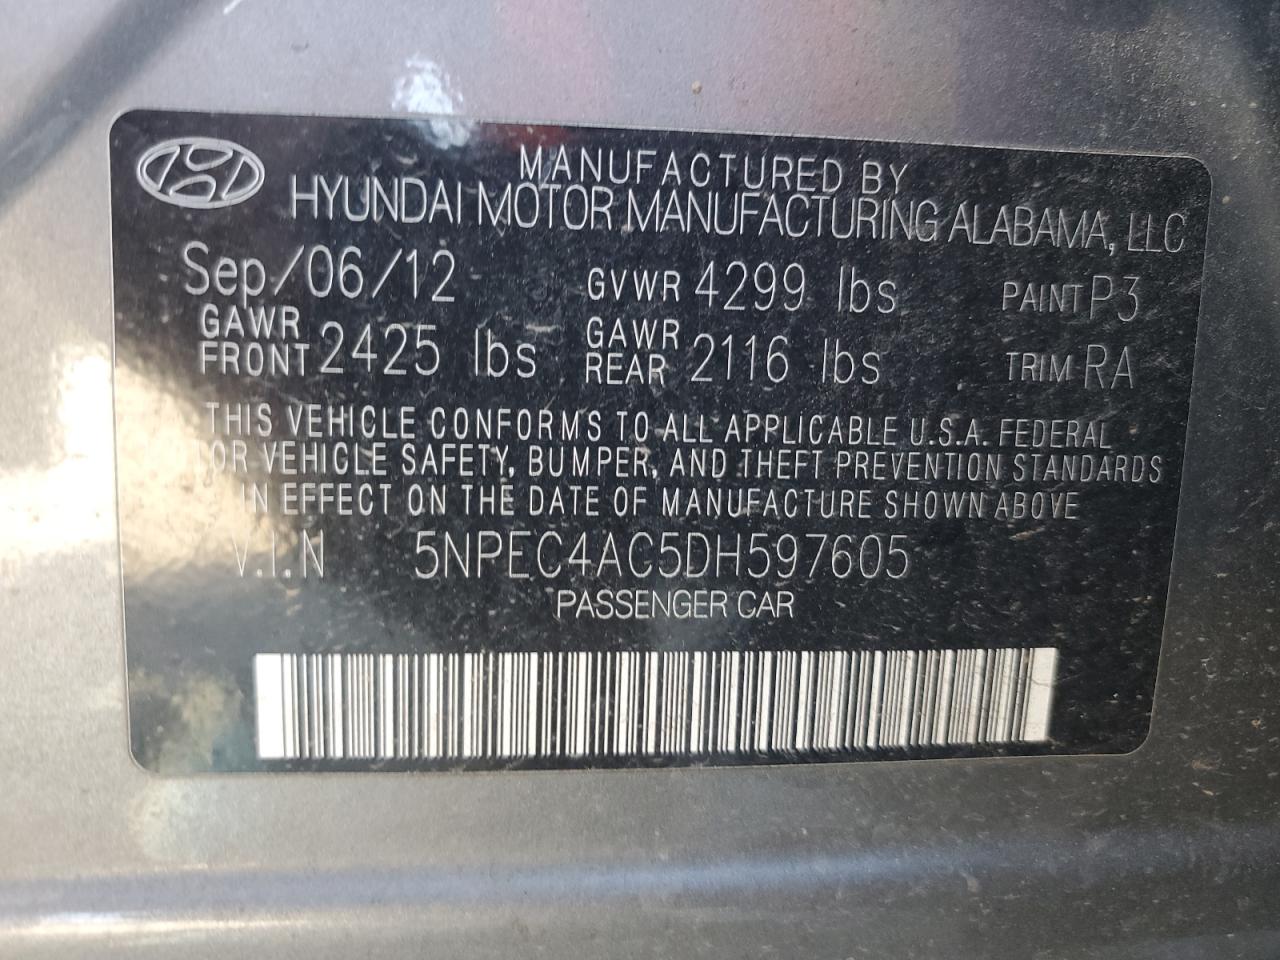 MANUFACTURED BY
HYUNDAI MOTOR MANUFACTURING ALABAMA, LLC
Sep/06/12 GVWR 4299 lbs PAINT P3
GAWR FRONT 2425 lbs GAWR REAR 2116 lbs TRIM RA
THIS VEHICLE CONFORMS TO ALL APPLICABLE U.S.A. FEDERAL
OR VEHICLE SAFETY, BUMPER, AND THEFT PREVENTION STANDARDS
IN EFFECT ON THE DATE OF MANUFACTURE SHOWN ABOVE
V.I.N 5NPEC4AC5DH597605
PASSENGER CAR